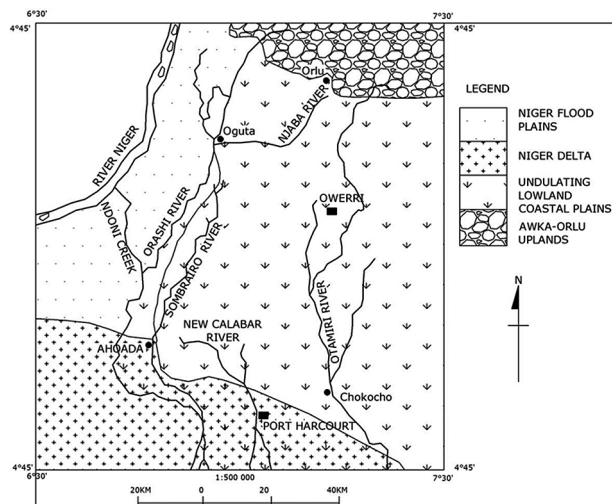 6°30'
7°30'
4°45'
4°45'
Orlu
LEGEND
NJABA RIVER
Oguta
RIVER NIGER
NIGER FLOOD
PLAINS
NIGER DELTA
UNDULATING
LOWLAND
COASTAL PLAINS
AWKA-ORLU
UPLANDS
NDONI CREEK
ORASHI RIVER
SOMBRAIRO RIVER
OWERRI
OTAMIRI RIVER
N
NEW CALABAR
RIVER
AHOADA
Chokocho
PORT HARCOURT
4°45'
4°45'
6°30'
1:500 000
7°30'
20KM
0
20
40KM